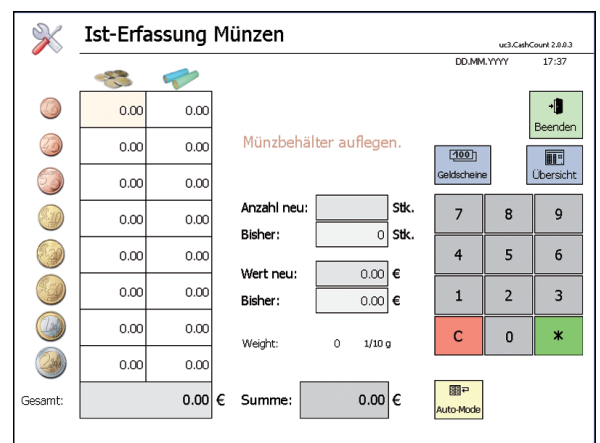 Ist-Erfassung Münzen
uc3.CashCount 2.0.0.3
DD.MM.YYYY 17:37
0.00 0.00
Beenden
0.00 0.00
Münzbehälter auflegen.
100
Geldscheine Übersicht
0.00 0.00
0.00 0.00
Anzahl neu: Stk.
7 8 9
Bisher: 0 Stk.
0.00 0.00
4 5 6
Wert neu: 0.00 €
0.00 0.00
Bisher: 0.00 €
1 2 3
0.00 0.00
Weight: 0 1/10 g
C 0 *
0.00 0.00
Gesamt: 0.00 € Summe: 0.00 €
Auto-Mode